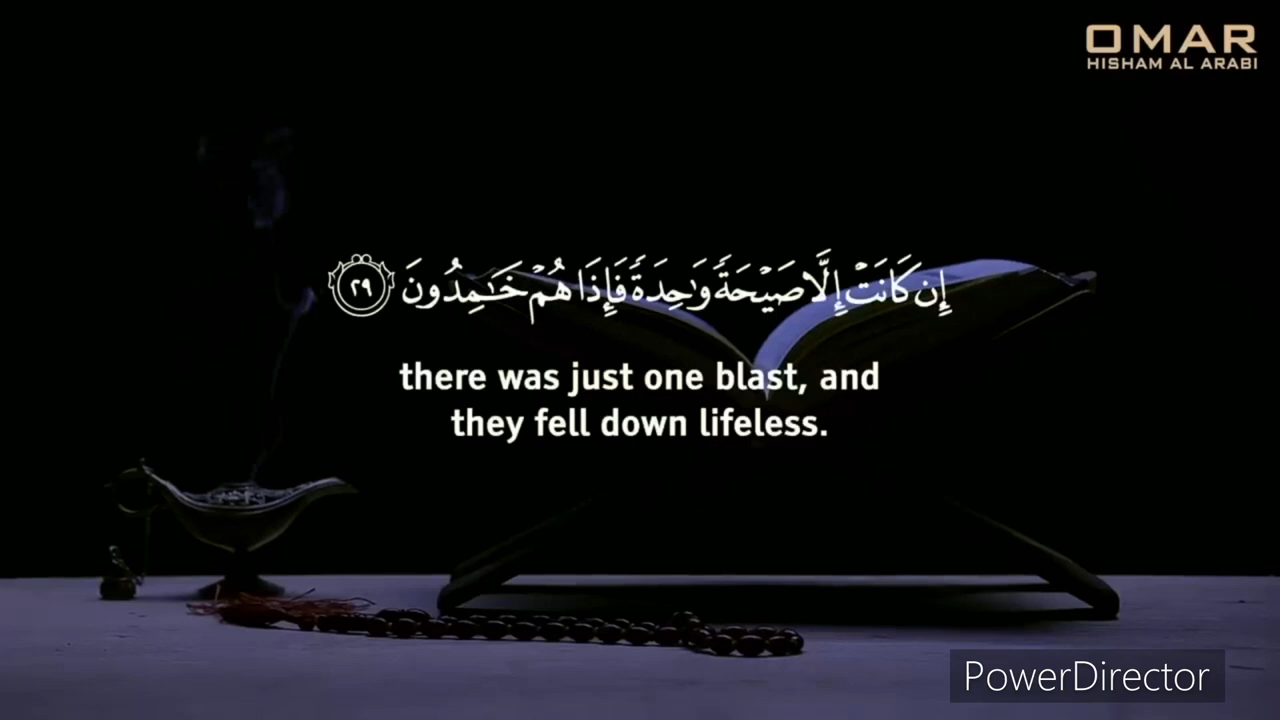 OMAR
HISHAM AL ARABI
إِن كَانَتْ إِلَّا صَيْحَةً وَٰحِدَةً فَإِذَا هُمْ خَـٰمِدُونَ ٢٩
there was just one blast, and
they fell down lifeless.
PowerDirector